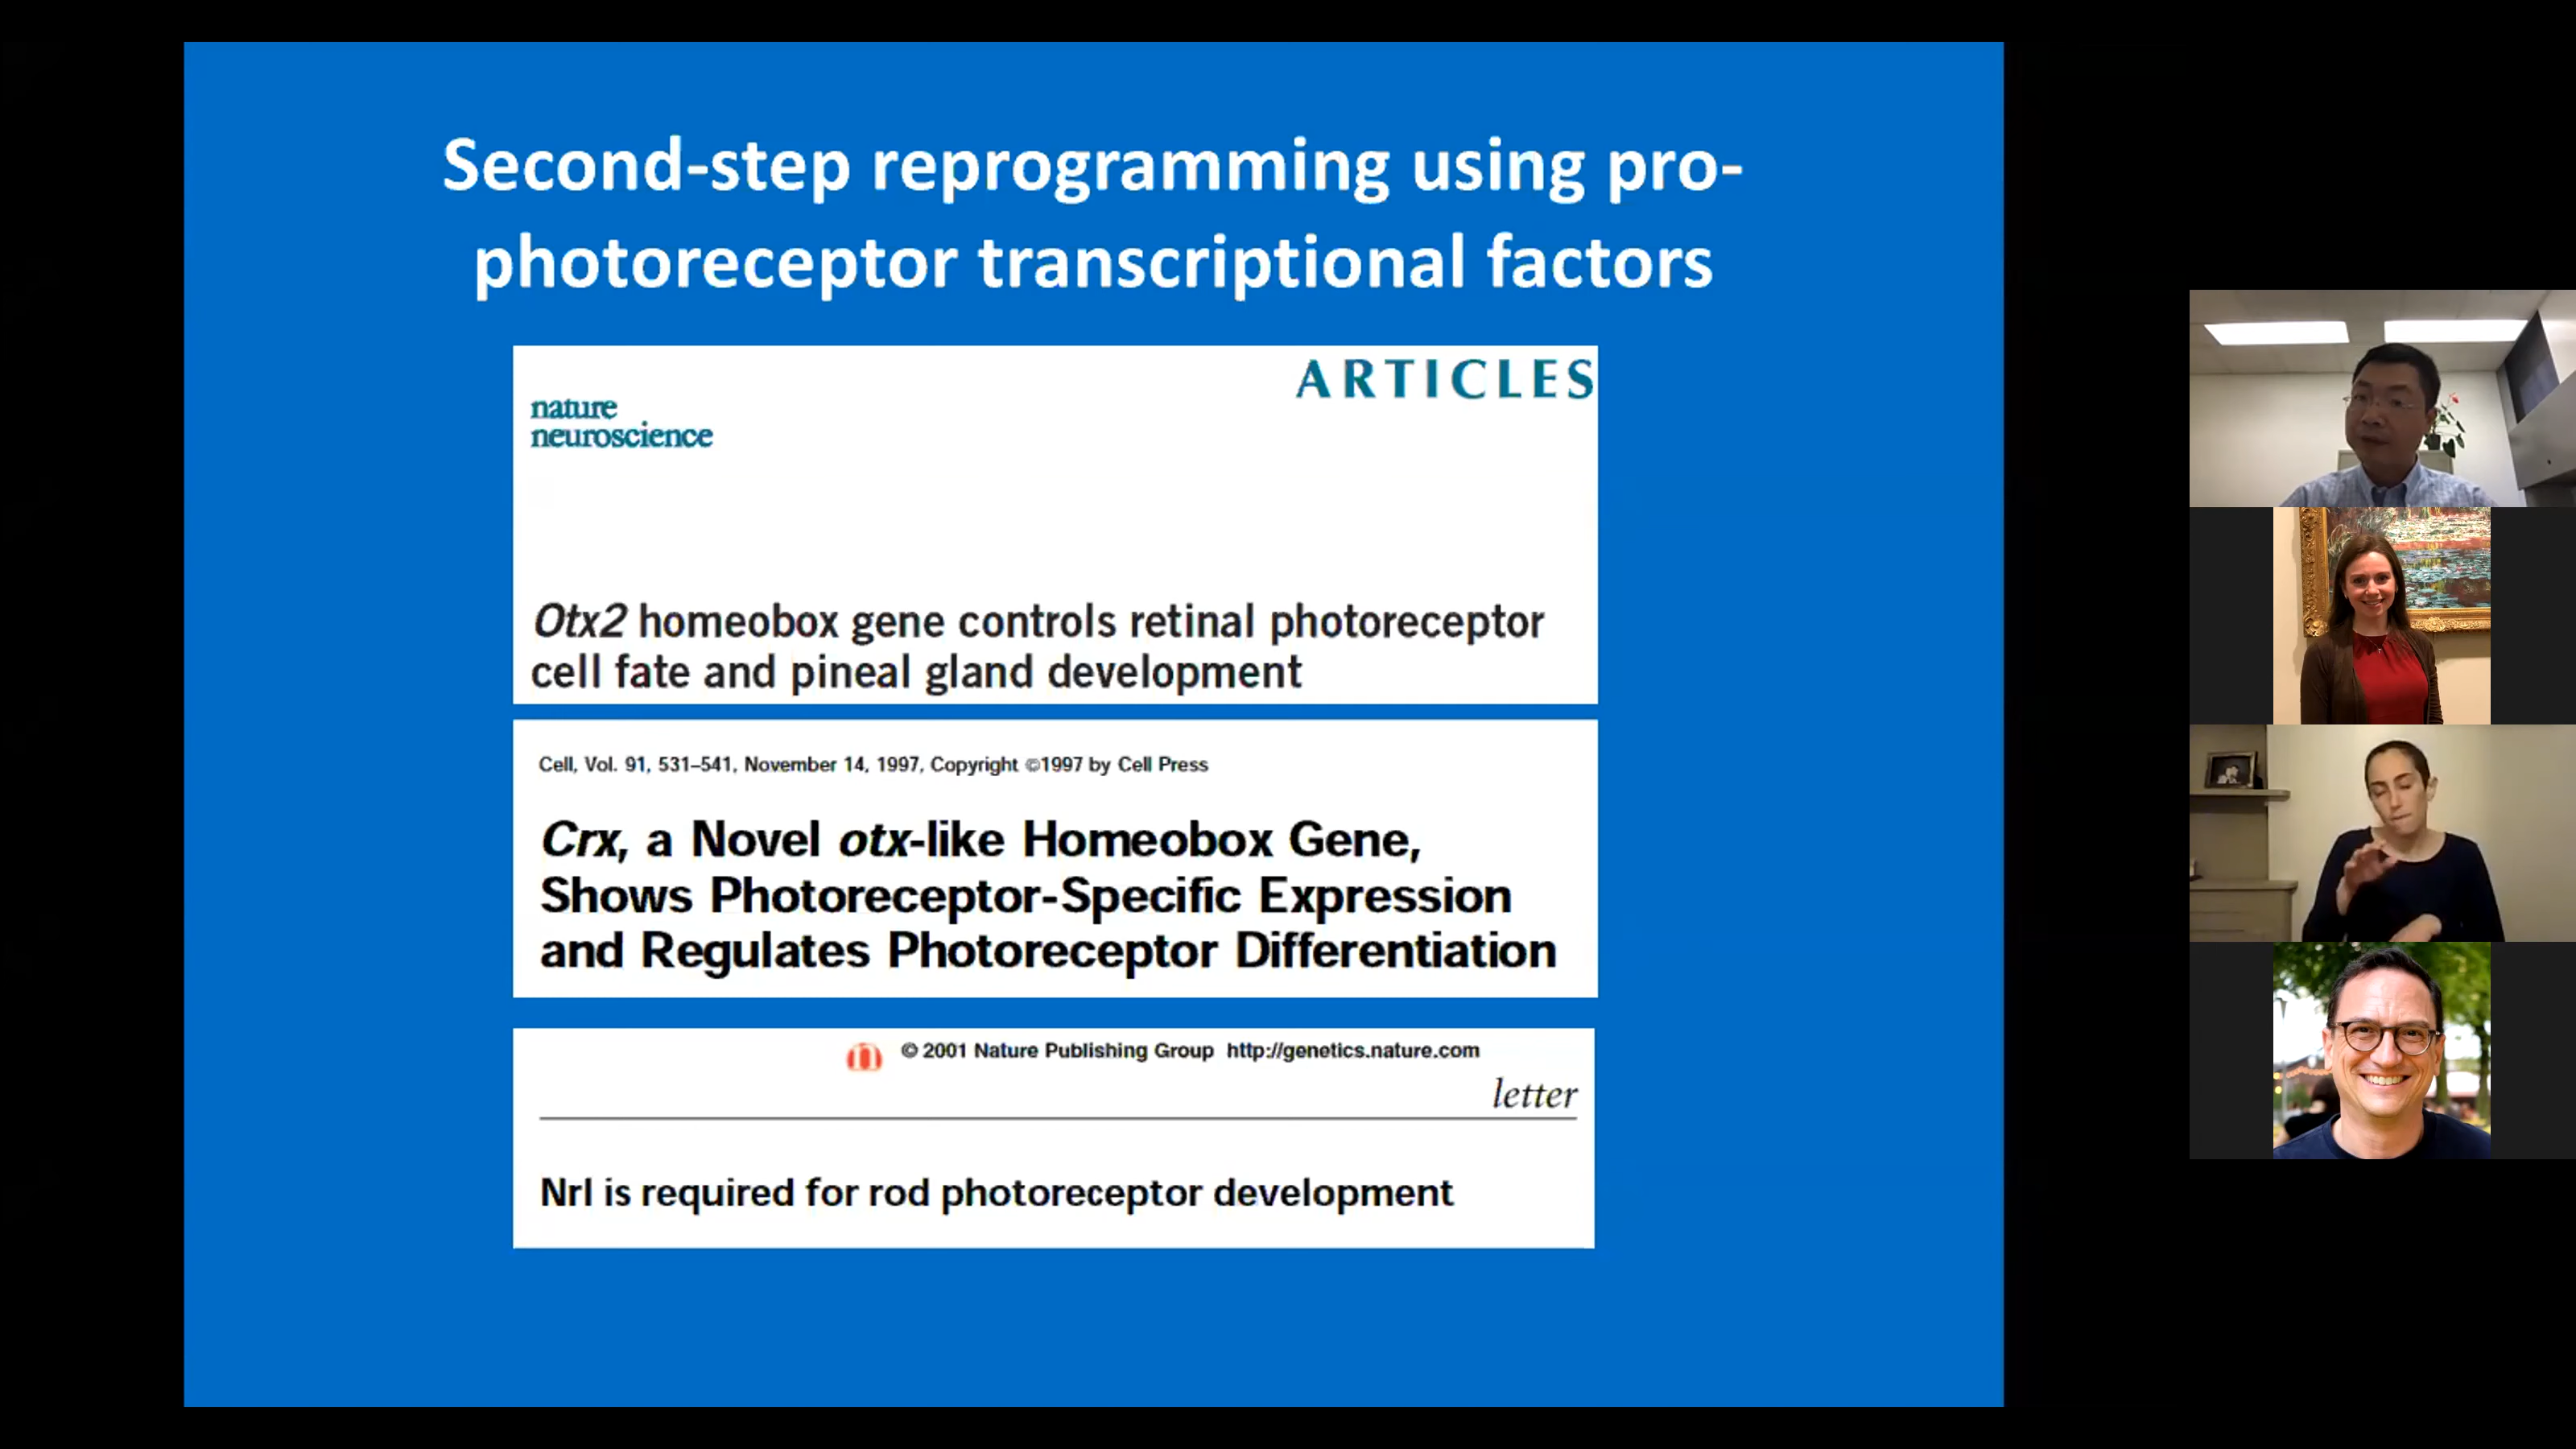 Second-step reprogramming using pro-
photoreceptor transcriptional factors
ARTICLES
nature
neuroscience
Otx2 homeobox gene controls retinal photoreceptor
cell fate and pineal gland development
Cell, Vol. 91, 531–541, November 14, 1997, Copyright ©1997 by Cell Press
Crx, a Novel otx-like Homeobox Gene,
Shows Photoreceptor-Specific Expression
and Regulates Photoreceptor Differentiation
© 2001 Nature Publishing Group http://genetics.nature.com
letter
Nrl is required for rod photoreceptor development